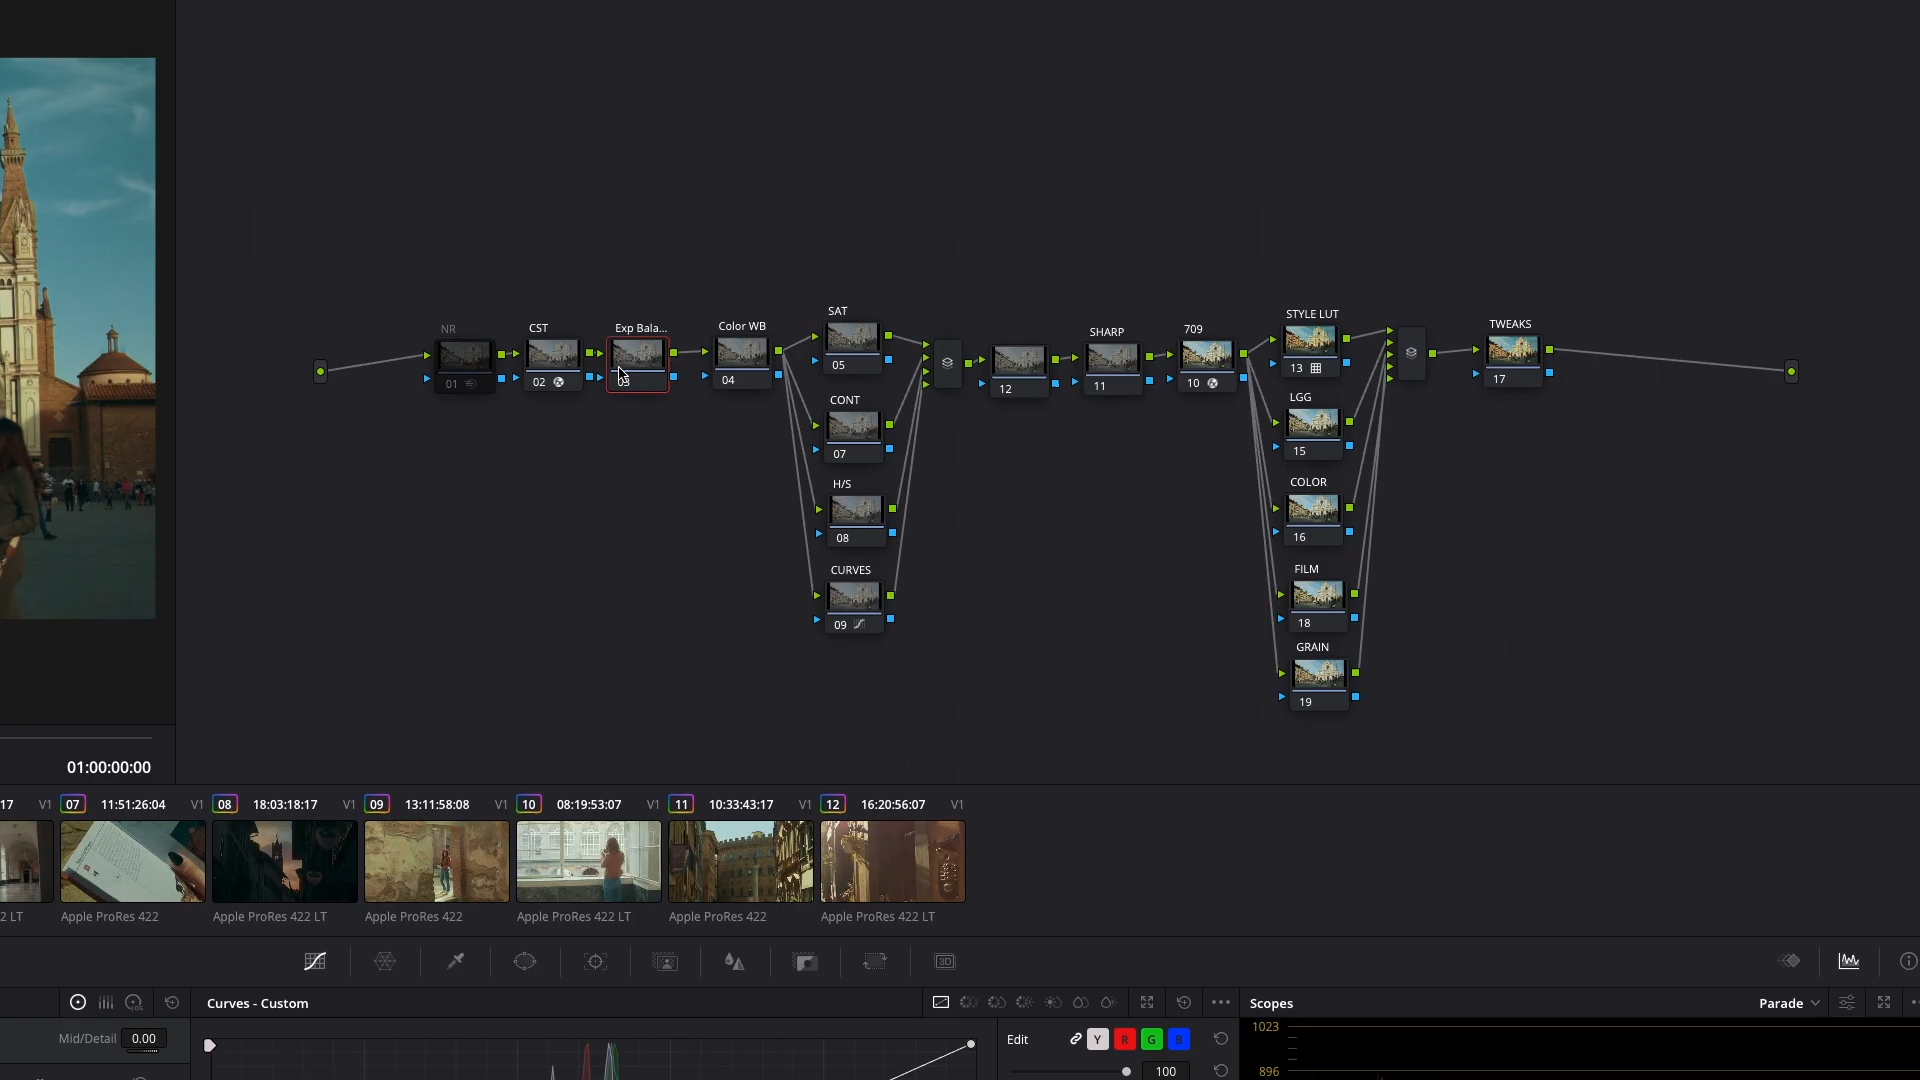 SAT
STYLE LUT
TWEAKS
NR
CST
Exp Bala...
Color WB
SHARP
709
01
02
03
04
05
12
11
10
13
17
CONT
LGG
07
15
H/S
COLOR
08
16
CURVES
FILM
09
18
GRAIN
19
01:00:00:00
17 V1 07 11:51:26:04 V1 08 18:03:18:17 V1 09 13:11:58:08 V1 10 08:19:53:07 V1 11 10:33:43:17 V1 12 16:20:56:07 V1
2 LT Apple ProRes 422 Apple ProRes 422 LT Apple ProRes 422 Apple ProRes 422 LT Apple ProRes 422 Apple ProRes 422 LT
3D
Curves - Custom
Scopes
Parade
Mid/Detail 0.00
Edit Y R G B
100
1023
896